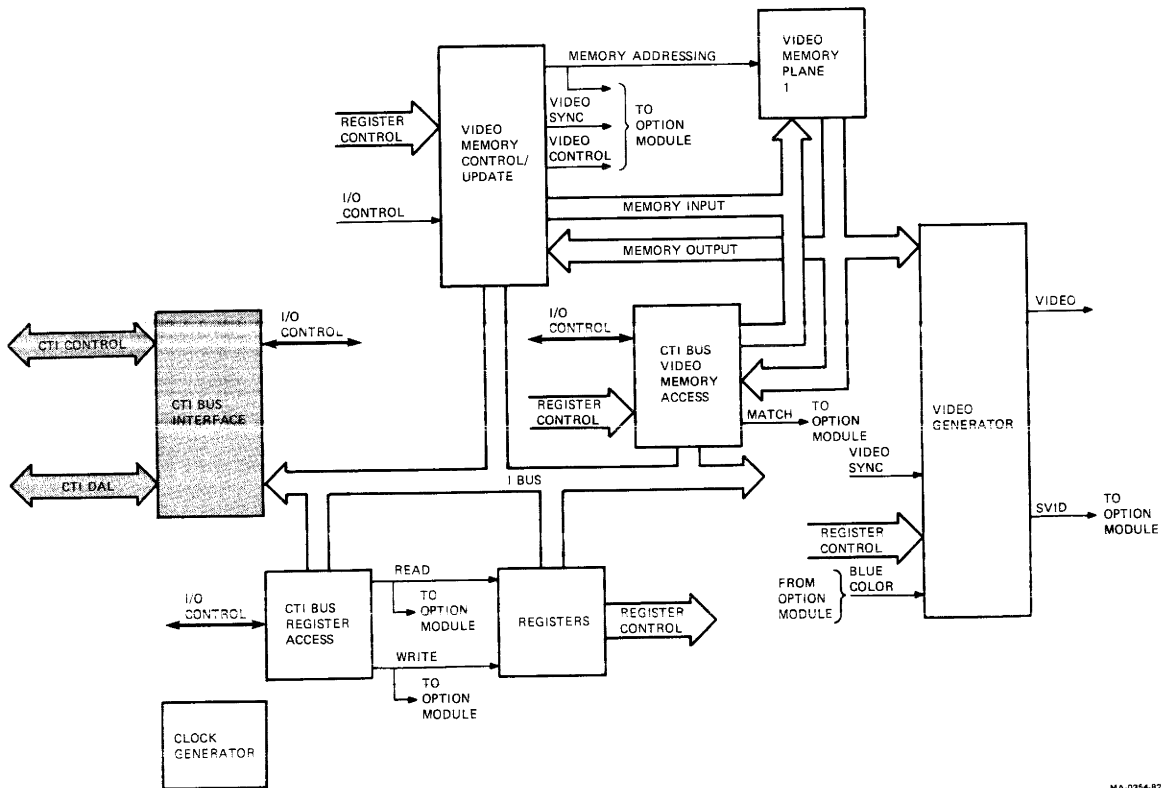 MEMORY ADDRESSING
VIDEO
MEMORY
PLANE
1
VIDEO
SYNC
VIDEO
CONTROL
TO
OPTION
MODULE
REGISTER
CONTROL
VIDEO
MEMORY
CONTROL/
UPDATE
I/O
CONTROL
MEMORY INPUT
MEMORY OUTPUT
CTI CONTROL
CTI BUS
INTERFACE
I/O
CONTROL
CTI DAL
I/O
CONTROL
CTI BUS
VIDEO
MEMORY
ACCESS
REGISTER
CONTROL
MATCH
TO
OPTION
MODULE
I BUS
VIDEO
GENERATOR
VIDEO
VIDEO
SYNC
SVID
TO
OPTION
MODULE
REGISTER
CONTROL
FROM
OPTION
MODULE
BLUE
COLOR
I/O
CONTROL
CTI BUS
REGISTER
ACCESS
READ
TO
OPTION
MODULE
WRITE
TO
OPTION
MODULE
REGISTERS
REGISTER
CONTROL
CLOCK
GENERATOR
MA-0354-82